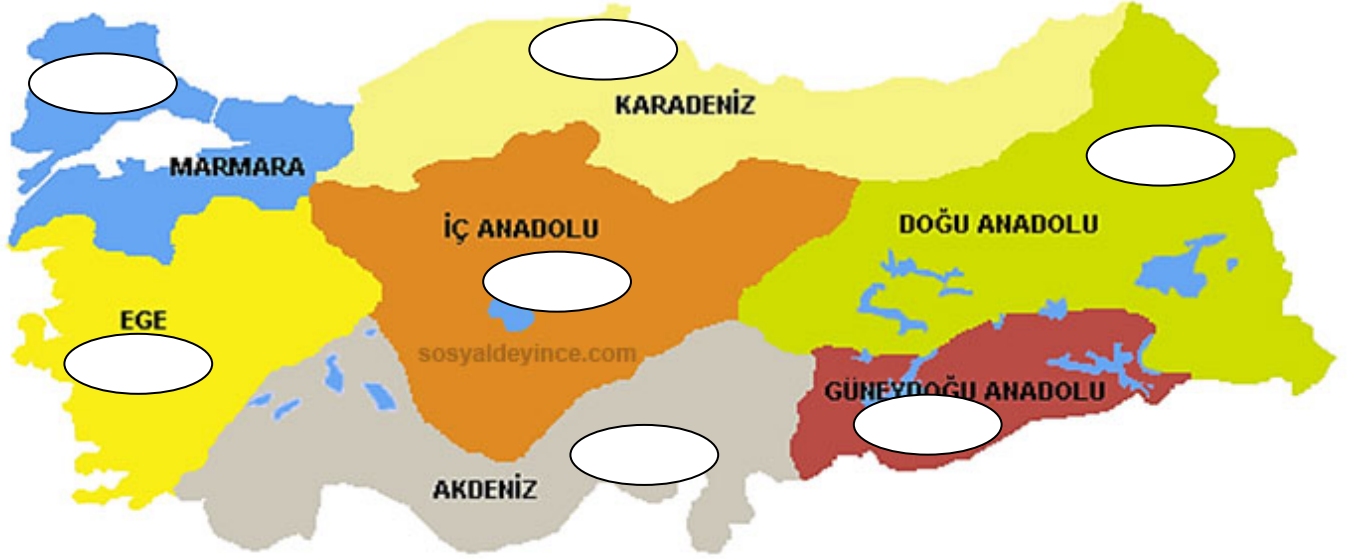 KARADENİZ
MARMARA
İÇ ANADOLU
DOĞU ANADOLU
EGE
sosyaldeyince.com
GÜNEYDOĞU ANADOLU
AKDENİZ